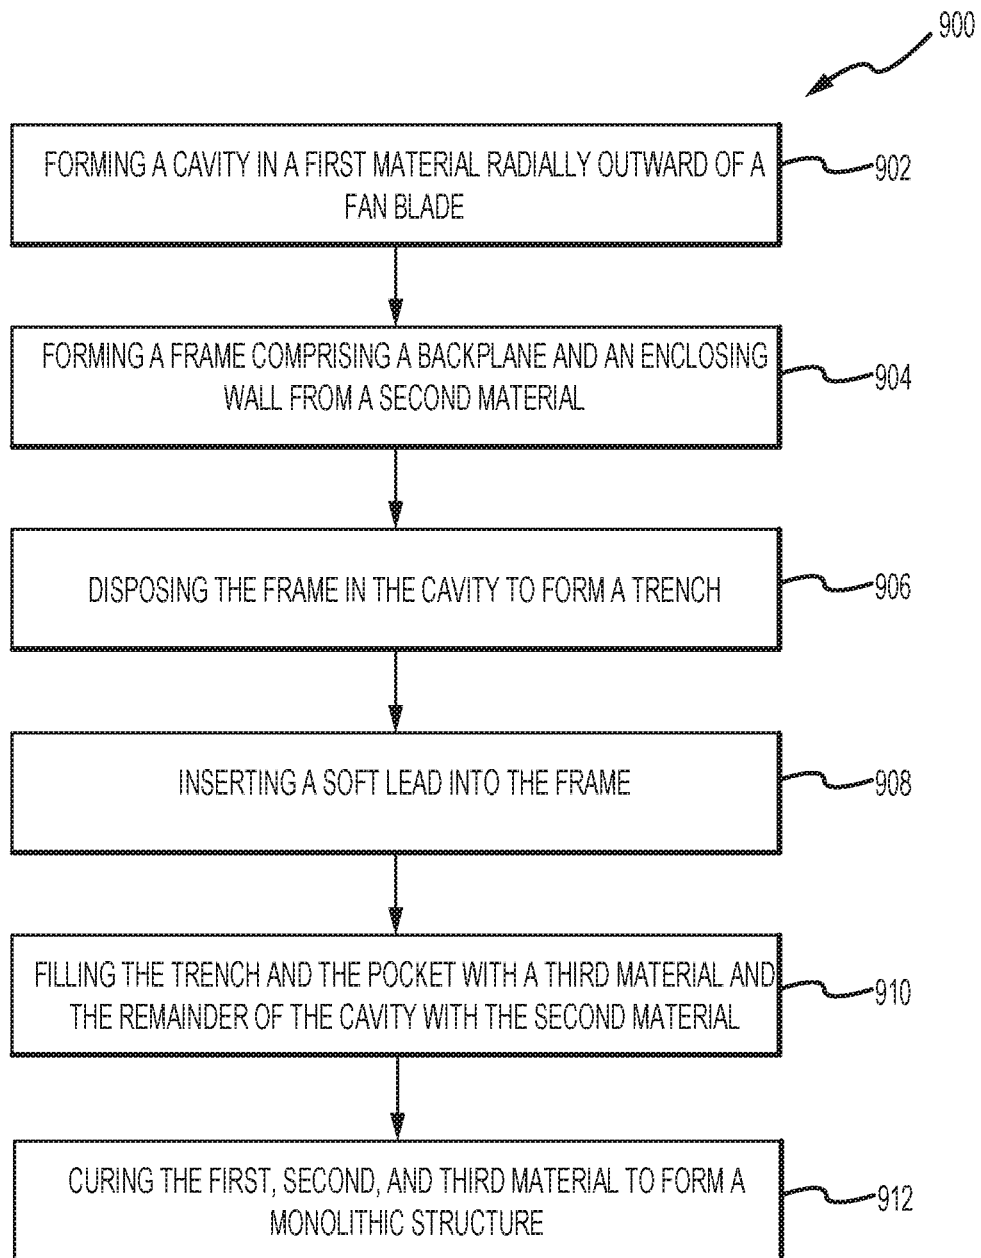 900
FORMING A CAVITY IN A FIRST MATERIAL RADIALLY OUTWARD OF A
FAN BLADE
902
FORMING A FRAME COMPRISING A BACKPLANE AND AN ENCLOSING
WALL FROM A SECOND MATERIAL
904
DISPOSING THE FRAME IN THE CAVITY TO FORM A TRENCH
906
INSERTING A SOFT LEAD INTO THE FRAME
908
FILLING THE TRENCH AND THE POCKET WITH A THIRD MATERIAL AND
THE REMAINDER OF THE CAVITY WITH THE SECOND MATERIAL
910
CURING THE FIRST, SECOND, AND THIRD MATERIAL TO FORM A
MONOLITHIC STRUCTURE
912